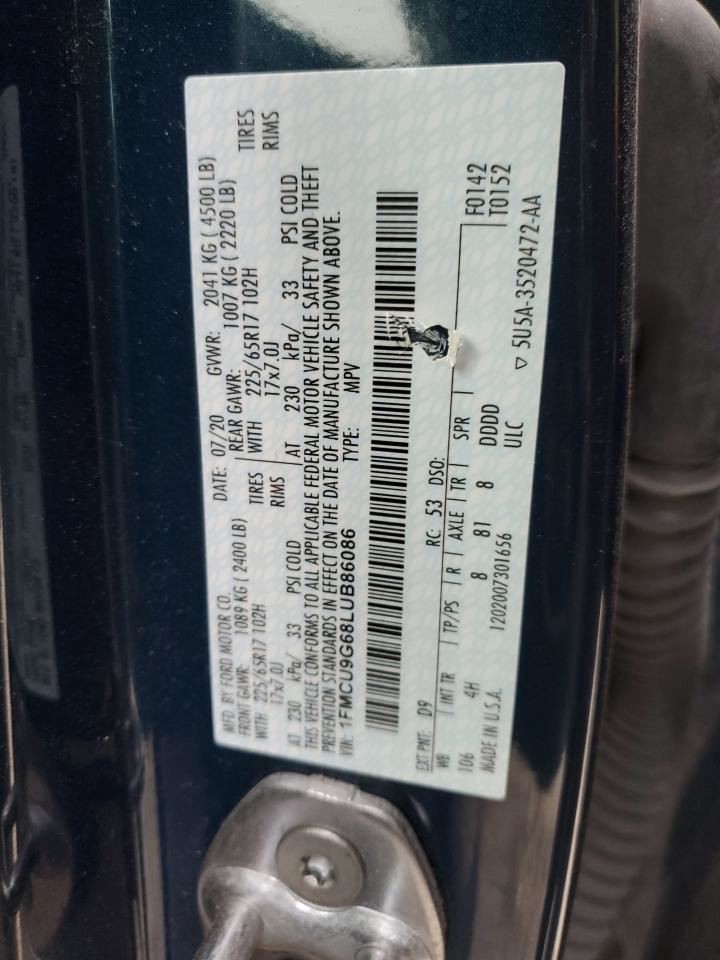 MFD. BY FORD MOTOR CO.
DATE: 07/20 GVWR: 2041 KG ( 4500 LB)
FRONT GAWR: 1089 KG ( 2400 LB) REAR GAWR: 1007 KG ( 2220 LB)
WITH 225/65R17 102H TIRES WITH 225/65R17 102H TIRES
17x7.0J RIMS 17x7.0J RIMS
AT 230 kPa/ 33 PSI COLD AT 230 kPa/ 33 PSI COLD
THIS VEHICLE CONFORMS TO ALL APPLICABLE FEDERAL MOTOR VEHICLE SAFETY AND THEFT
PREVENTION STANDARDS IN EFFECT ON THE DATE OF MANUFACTURE SHOWN ABOVE.
VIN: 1FMCU9G68LUB86086 TYPE: MPV
EXT PNT: D9 RC: 53 DSO:
WB INT TR TP/PS R AXLE TR SPR F0142
106 4H 8 81 8 DDDD T0152
MADE IN U.S.A. 1202007301656 ULC ▽ 5U5A-3520472-AA